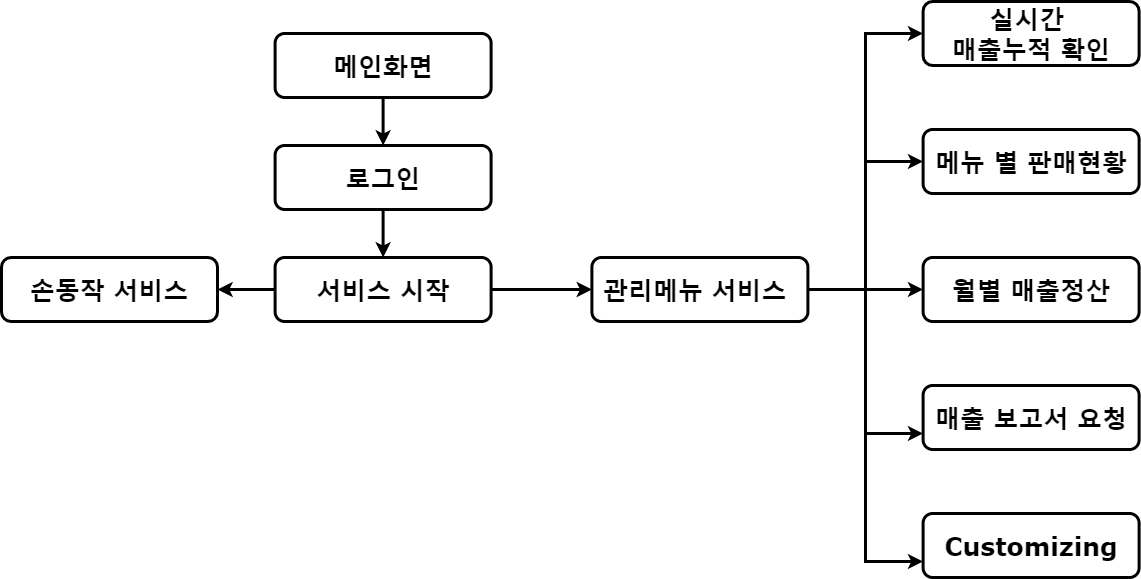 메인화면
로그인
손동작 서비스
서비스 시작
관리메뉴 서비스
실시간
매출누적 확인
메뉴 별 판매현황
월별 매출정산
매출 보고서 요청
Customizing